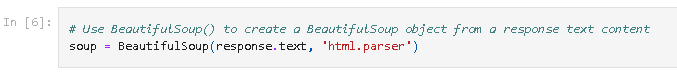 In [6]:
# Use BeautifulSoup() to create a BeautifulSoup object from a response text content
soup = BeautifulSoup(response.text, 'html.parser')